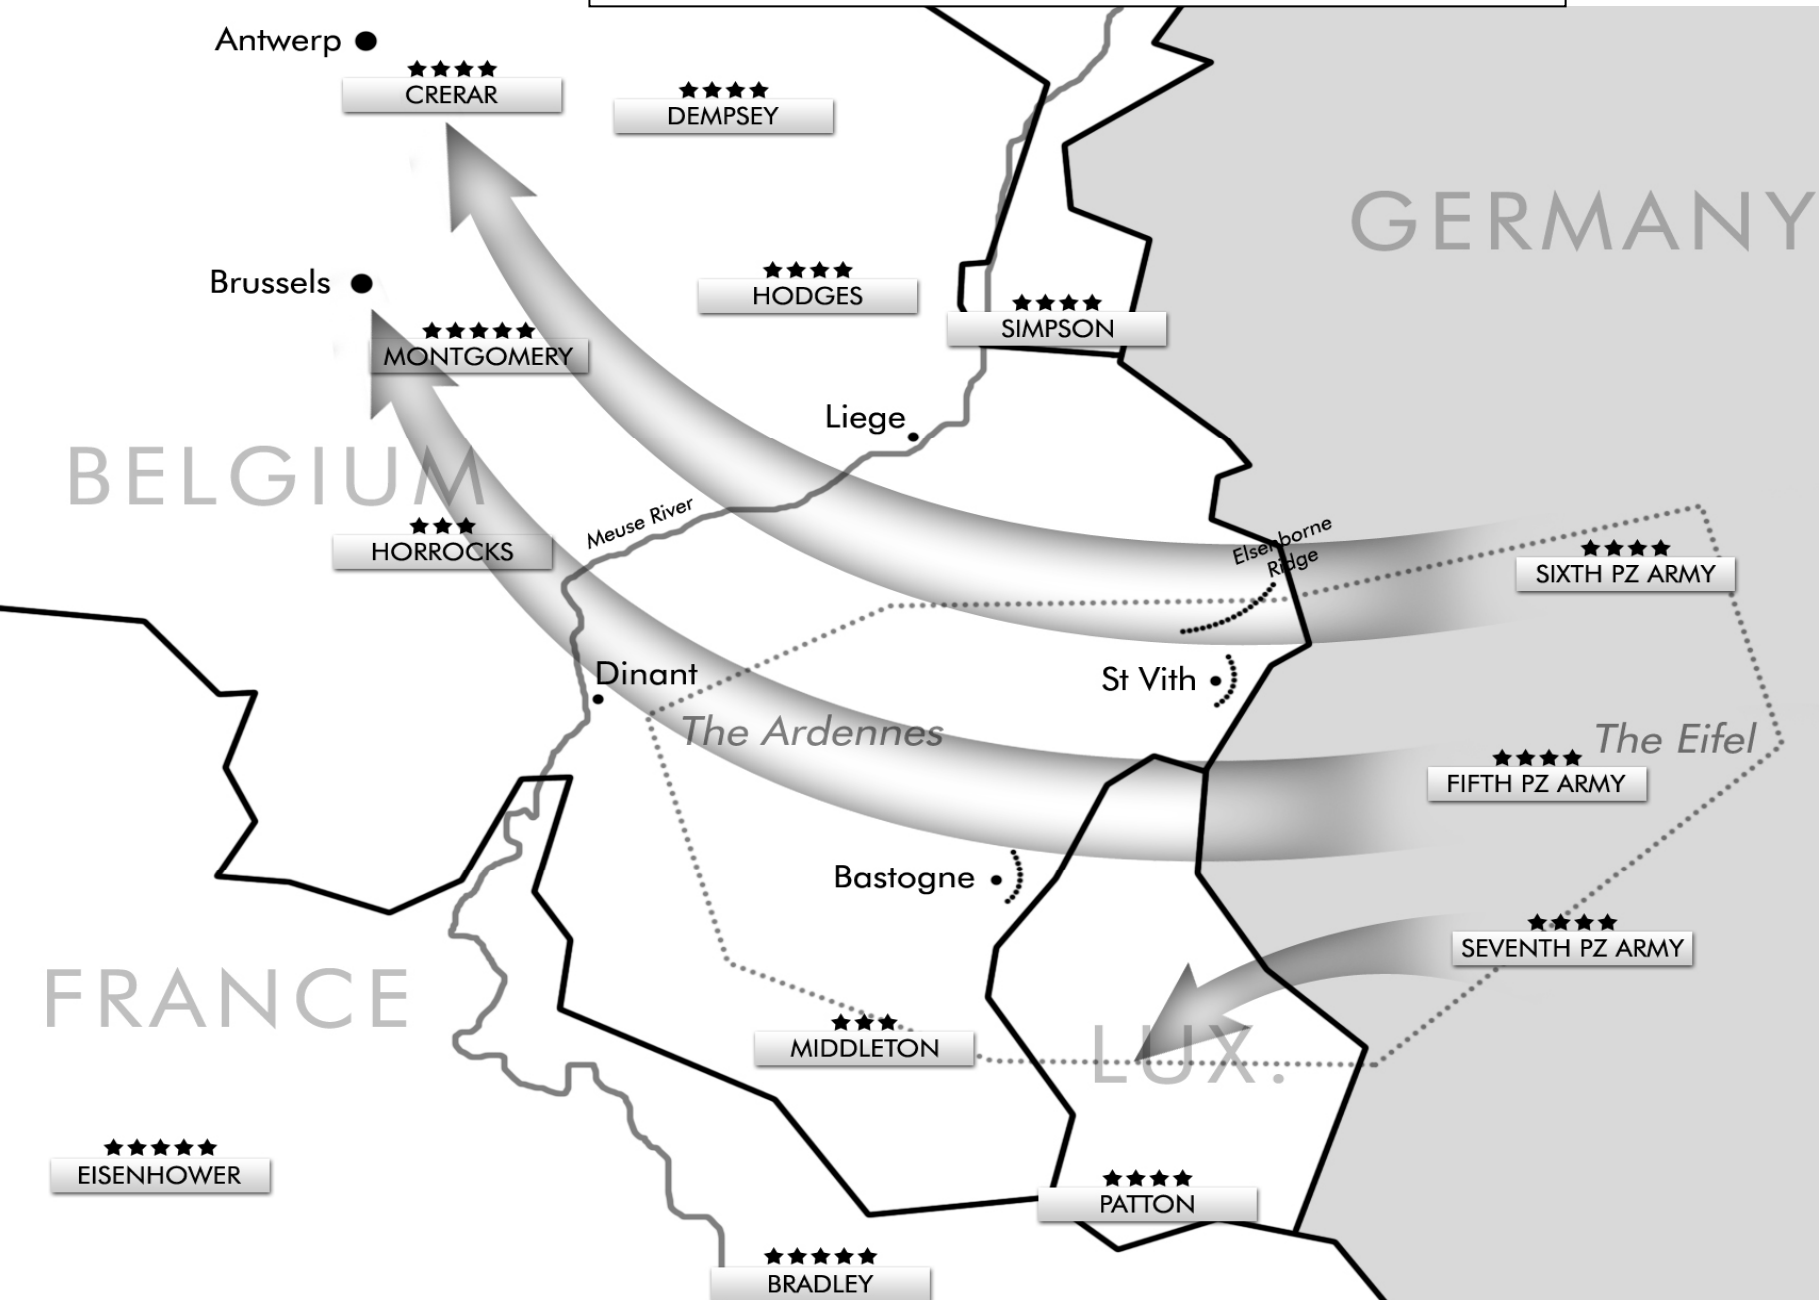 Antwerp
CRERAR
DEMPSEY
GERMANY
HODGES
Brussels
SIMPSON
MONTGOMERY
Liege
BELGIUM
Meuse River
HORROCKS
Elsenborne
Ridge
SIXTH PZ ARMY
Dinant
St Vith
The Ardennes
The Eifel
FIFTH PZ ARMY
Bastogne
SEVENTH PZ ARMY
FRANCE
MIDDLETON
LUX.
EISENHOWER
PATTON
BRADLEY